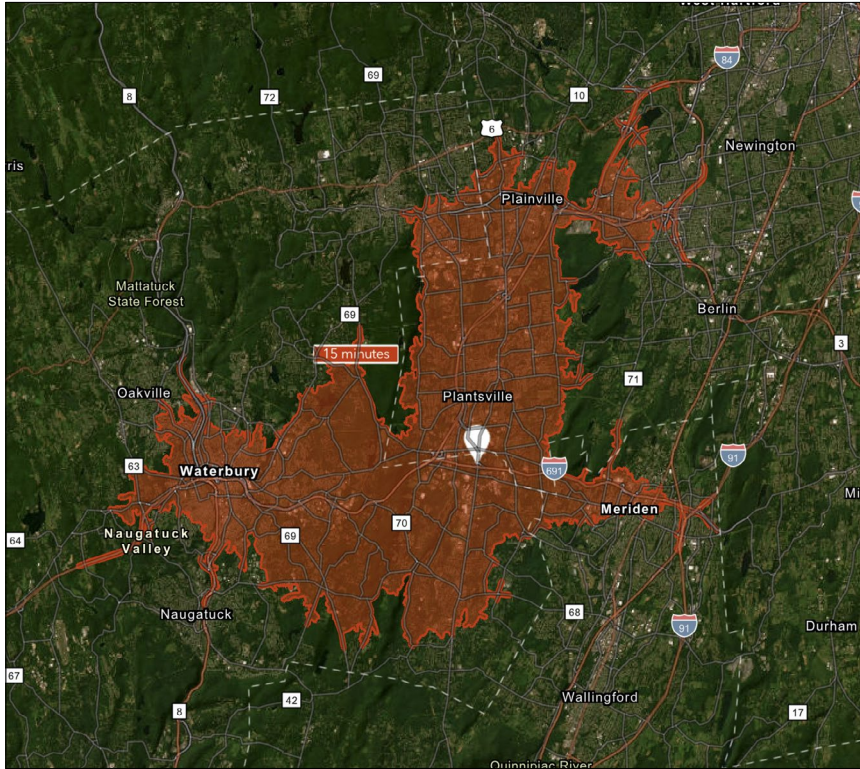 West Hartford
84
69
8
72
10
6
Newington
ris
Plainville
Mattatuck
State Forest
69
Berlin
3
15 minutes
71
Oakville
Plantsville
63
Waterbury
691
91
Meriden
Mi
64
Naugatuck
Valley
69
70
Naugatuck
68
91
Durham
67
Wallingford
42
8
17
Quinnipiac River